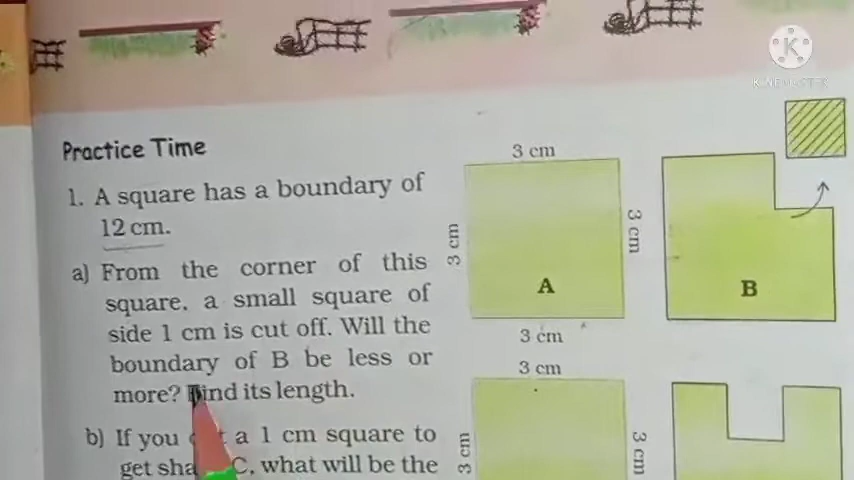 Practice Time
1. A square has a boundary of
12 cm.
a) From the corner of this
square, a small square of
side 1 cm is cut off. Will the
boundary of B be less or
more? Find its length.
b) If you a 1 cm square to
get C, what will be the
3 cm
3 cm
3 cm
A
3 cm
B
3 cm
3 cm
3 cm
K